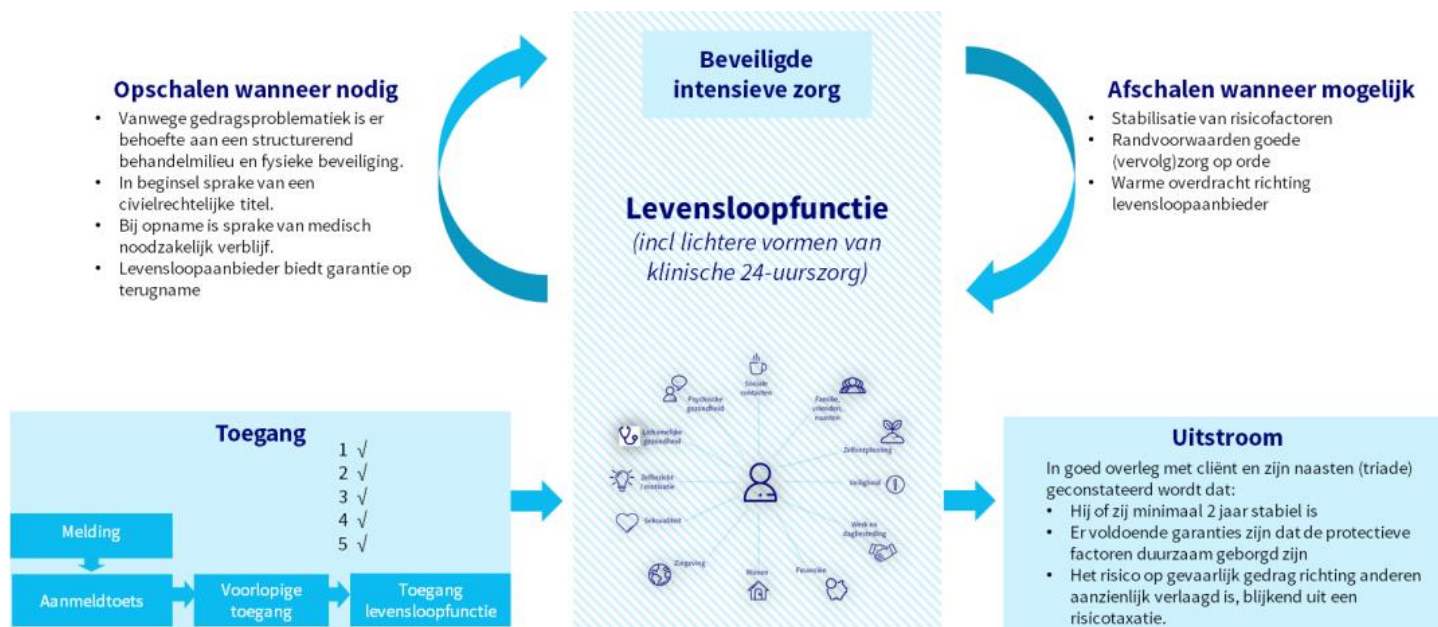 Opschalen wanneer nodig
• Vanwege gedragsproblematiek is er
behoefte aan een structurerend
behandelmilieu en fysieke beveiliging.
• In beginsel sprake van een
civielrechtelijke titel.
• Bij opname is sprake van medisch
noodzakelijk verblijf.
• Levensloopaanbieder biedt garantie op
terugname
Beveiligde
intensieve zorg
Levensloopfunctie
(incl lichtere vormen van
klinische 24-uurszorg)
Afschalen wanneer mogelijk
• Stabilisatie van risicofactoren
• Randvoorwaarden goede
(vervolg)zorg op orde
• Warme overdracht richting
levensloopaanbieder
Sociale
contacten
Familie,
vrienden,
naasten
Zelfontplooiing
Veiligheid
Werk en
dagbesteding
Financiën
Wonen
Zingeving
Seksualiteit
Zelfinzicht
/ motivatie
Lichamelijke
gezondheid
Psychische
gezondheid
Toegang
1 √
2 √
3 √
4 √
5 √
Melding
Aanmeldtoets
Voorlopige
toegang
Toegang
levensloopfunctie
Uitstroom
In goed overleg met cliënt en zijn naasten (triade)
geconstateerd wordt dat:
• Hij of zij minimaal 2 jaar stabiel is
• Er voldoende garanties zijn dat de protectieve
factoren duurzaam geborgd zijn
• Het risico op gevaarlijk gedrag richting anderen
aanzienlijk verlaagd is, blijkend uit een
risicotaxatie.